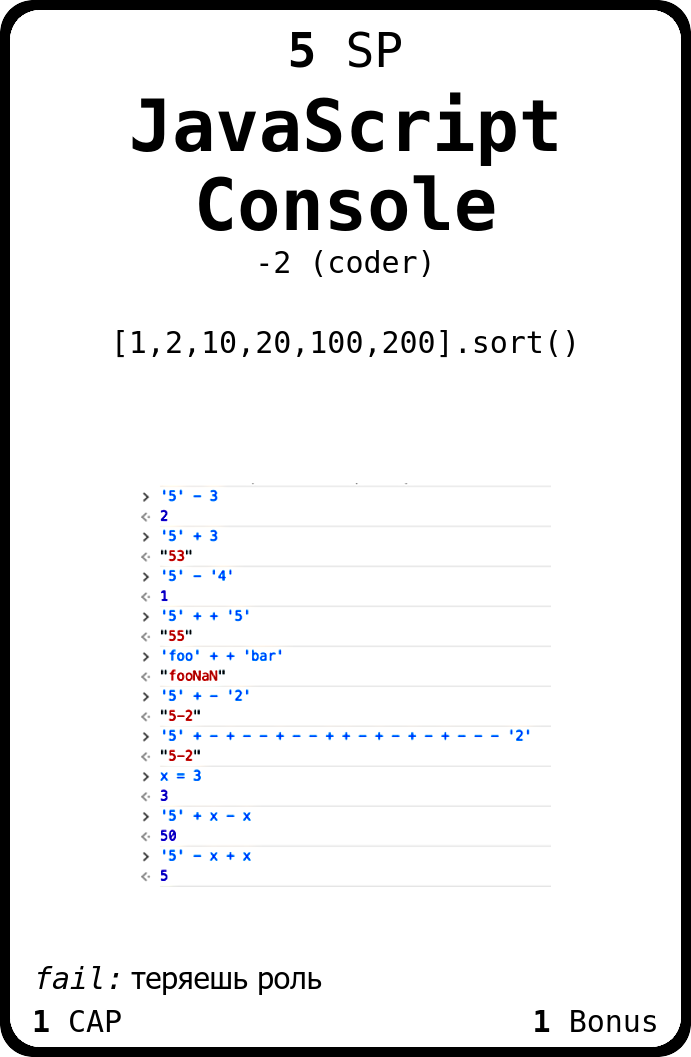 5 SP
JavaScript
Console
-2 (coder)
[1,2,10,20,100,200].sort()
> '5' - 3
<· 2
> '5' + 3
<· "53"
> '5' - '4'
<· 1
> '5' + + '5'
<· "55"
> 'foo' + + 'bar'
<· "fooNaN"
> '5' + - '2'
<· "5-2"
> '5' + - + - - + - - + + - + - + - + - - - '2'
<· "5-2"
> x = 3
<· 3
> '5' + x - x
<· 50
> '5' - x + x
<· 5
fail: теряешь роль
1 CAP 1 Bonus